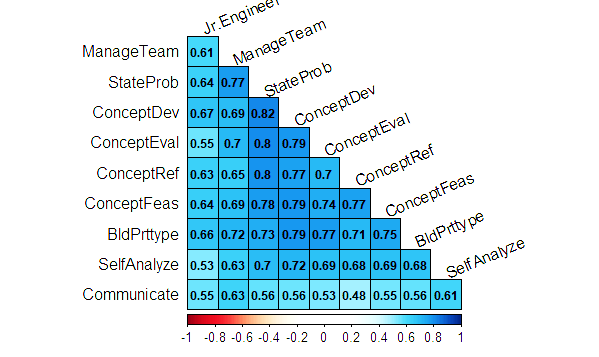 Jr.Engineer
ManageTeam 0.61 ManageTeam
StateProb 0.64 0.77 StateProb
ConceptDev 0.67 0.69 0.82 ConceptDev
ConceptEval 0.55 0.7 0.8 0.79 ConceptEval
ConceptRef 0.63 0.65 0.8 0.77 0.7 ConceptRef
ConceptFeas 0.64 0.69 0.78 0.79 0.74 0.77 ConceptFeas
BldPrttype 0.66 0.72 0.73 0.79 0.77 0.71 0.75 BldPrttype
SelfAnalyze 0.53 0.63 0.7 0.72 0.69 0.68 0.69 0.68 SelfAnalyze
Communicate 0.55 0.63 0.56 0.56 0.53 0.48 0.55 0.56 0.61
-1 -0.8 -0.6 -0.4 -0.2 0 0.2 0.4 0.6 0.8 1